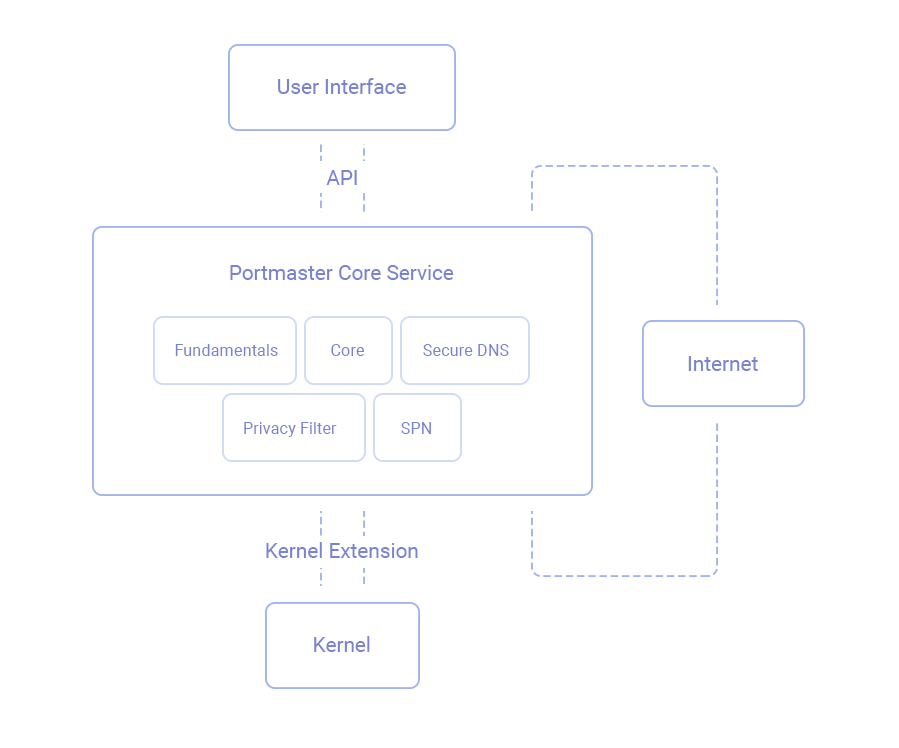 User Interface
API
Portmaster Core Service
Fundamentals
Core
Secure DNS
Privacy Filter
SPN
Internet
Kernel Extension
Kernel